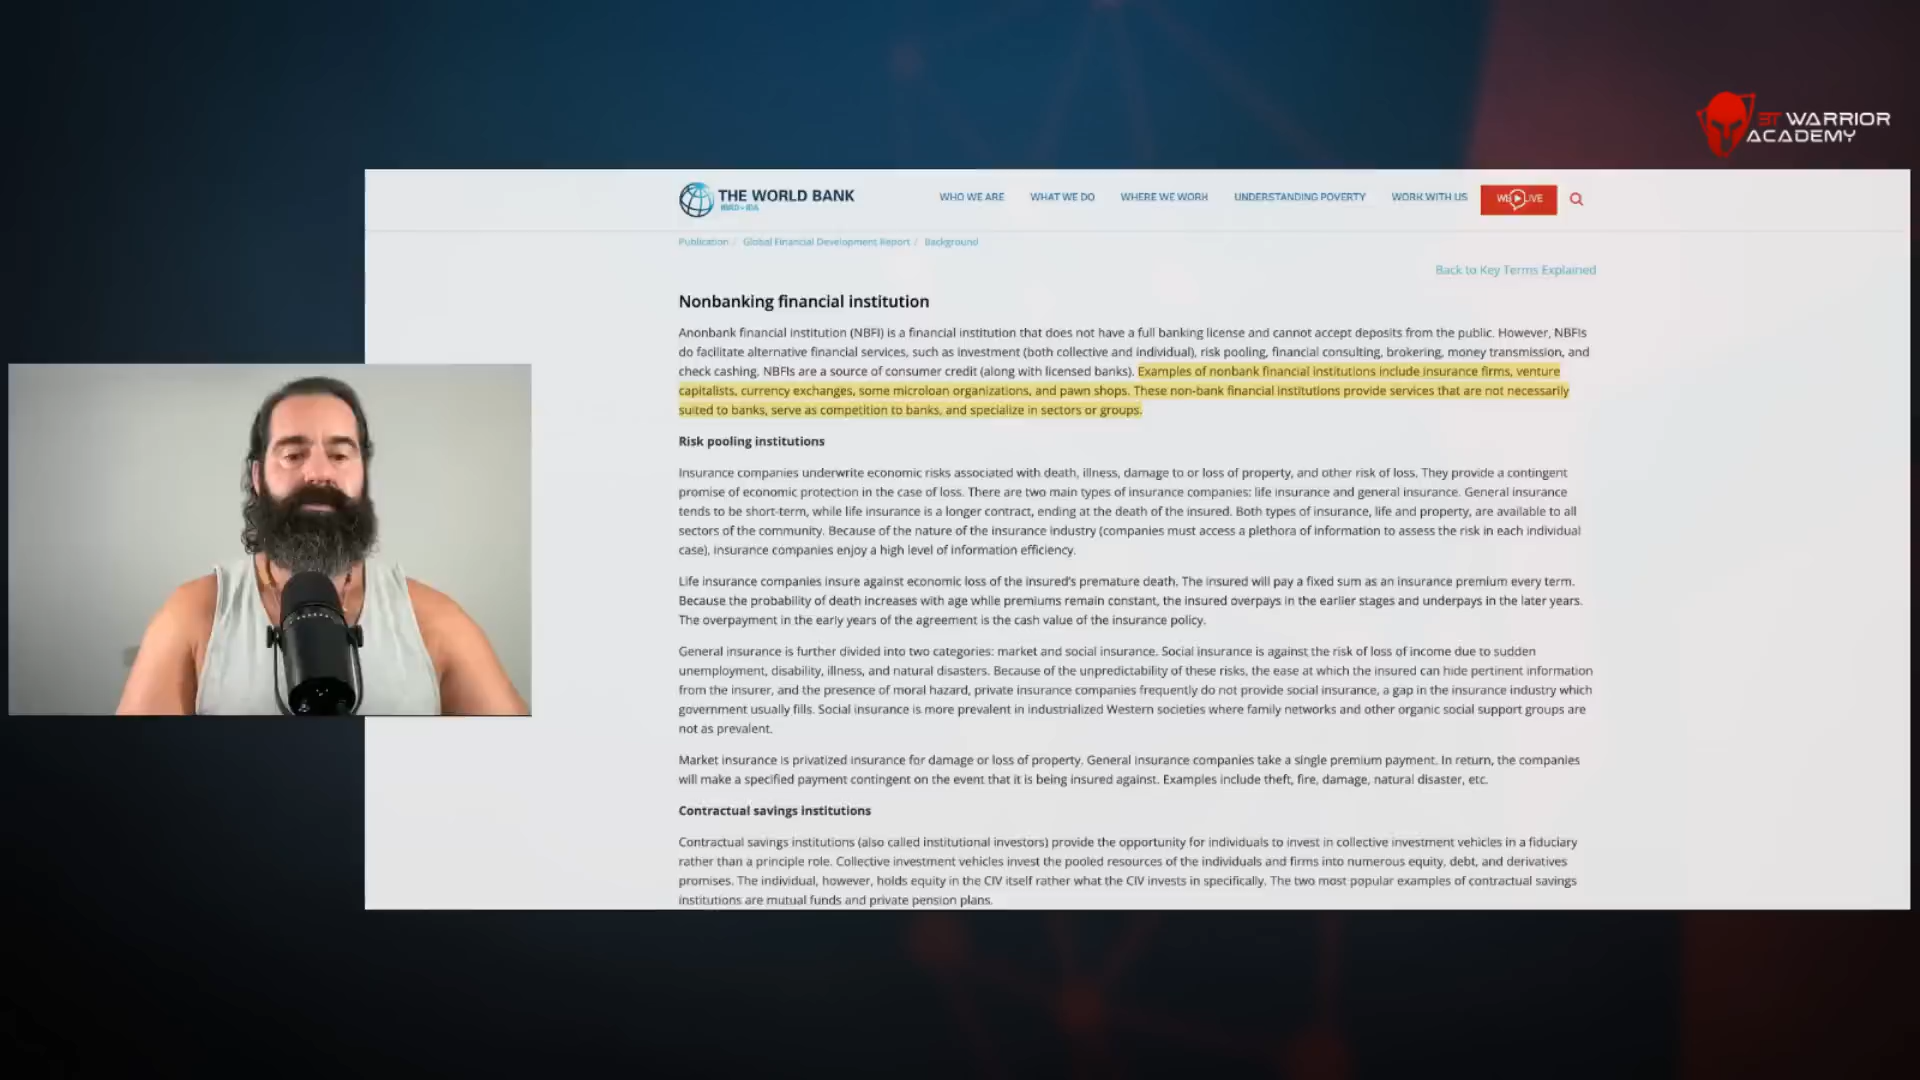 3T WARRIOR
ACADEMY
THE WORLD BANK
IBRD • IDA
WHO WE ARE
WHAT WE DO
WHERE WE WORK
UNDERSTANDING POVERTY
WORK WITH US
LIVE
Publication / Global Financial Development Report / Background
Back to Key Terms Explained
Nonbanking financial institution
Anonbank financial institution (NBFI) is a financial institution that does not have a full banking license and cannot accept deposits from the public. However, NBFIs
do facilitate alternative financial services, such as investment (both collective and individual), risk pooling, financial consulting, brokering, money transmission, and
check cashing. NBFIs are a source of consumer credit (along with licensed banks). Examples of nonbank financial institutions include insurance firms, venture
capitalists, currency exchanges, some microloan organizations, and pawn shops. These non-bank financial institutions provide services that are not necessarily
suited to banks, serve as competition to banks, and specialize in sectors or groups.
Risk pooling institutions
Insurance companies underwrite economic risks associated with death, illness, damage to or loss of property, and other risk of loss. They provide a contingent
promise of economic protection in the case of loss. There are two main types of insurance companies: life insurance and general insurance. General insurance
tends to be short-term, while life insurance is a longer contract, ending at the death of the insured. Both types of insurance, life and property, are available to all
sectors of the community. Because of the nature of the insurance industry (companies must access a plethora of information to assess the risk in each individual
case), insurance companies enjoy a high level of information efficiency.
Life insurance companies insure against economic loss of the insured's premature death. The insured will pay a fixed sum as an insurance premium every term.
Because the probability of death increases with age while premiums remain constant, the insured overpays in the earlier stages and underpays in the later years.
The overpayment in the early years of the agreement is the cash value of the insurance policy.
General insurance is further divided into two categories: market and social insurance. Social insurance is against the risk of loss of income due to sudden
unemployment, disability, illness, and natural disasters. Because of the unpredictability of these risks, the ease at which the insured can hide pertinent information
from the insurer, and the presence of moral hazard, private insurance companies frequently do not provide social insurance, a gap in the insurance industry which
government usually fills. Social insurance is more prevalent in industrialized Western societies where family networks and other organic social support groups are
not as prevalent.
Market insurance is privatized insurance for damage or loss of property. General insurance companies take a single premium payment. In return, the companies
will make a specified payment contingent on the event that it is being insured against. Examples include theft, fire, damage, natural disaster, etc.
Contractual savings institutions
Contractual savings institutions (also called institutional investors) provide the opportunity for individuals to invest in collective investment vehicles in a fiduciary
rather than a principle role. Collective investment vehicles invest the pooled resources of the individuals and firms into numerous equity, debt, and derivatives
promises. The individual, however, holds equity in the CIV itself rather what the CIV invests in specifically. The two most popular examples of contractual savings
institutions are mutual funds and private pension plans.